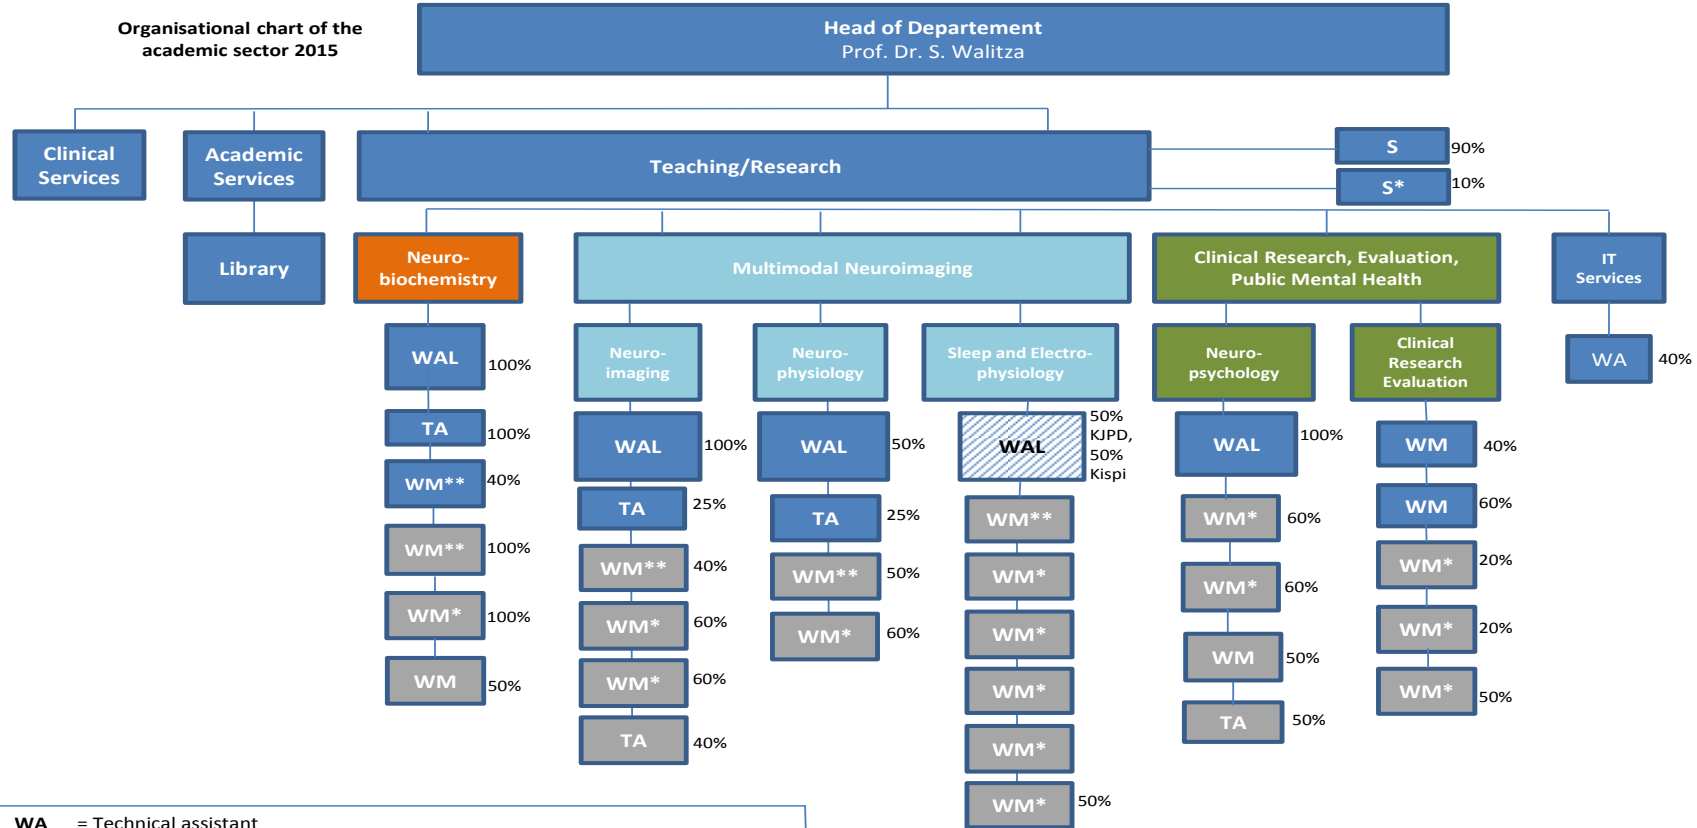 Organisational chart of the
academic sector 2015
Head of Departement
Prof. Dr. S. Walitza
Clinical
Services
Academic
Services
Teaching/Research
S
90%
S*
10%
Library
Neuro-
biochemistry
Multimodal Neuroimaging
Clinical Research, Evaluation,
Public Mental Health
IT
Services
WAL
100%
TA
100%
WM**
40%
WM**
100%
WM*
100%
WM
50%
Neuro-
imaging
WAL
100%
TA
25%
WM**
40%
WM*
60%
WM*
60%
TA
40%
Neuro-
physiology
WAL
50%
TA
25%
WM**
50%
WM*
60%
Sleep and Electro-
physiology
WAL
50%
KJPD,
50%
Kispi
WM**
WM*
WM*
WM*
WM*
WM*
50%
Neuro-
psychology
WAL
100%
WM*
60%
WM*
60%
WM
50%
TA
50%
Clinical
Research
Evaluation
WM
40%
WM
60%
WM*
20%
WM*
20%
WM*
50%
WA
40%
WA = Technical assistant